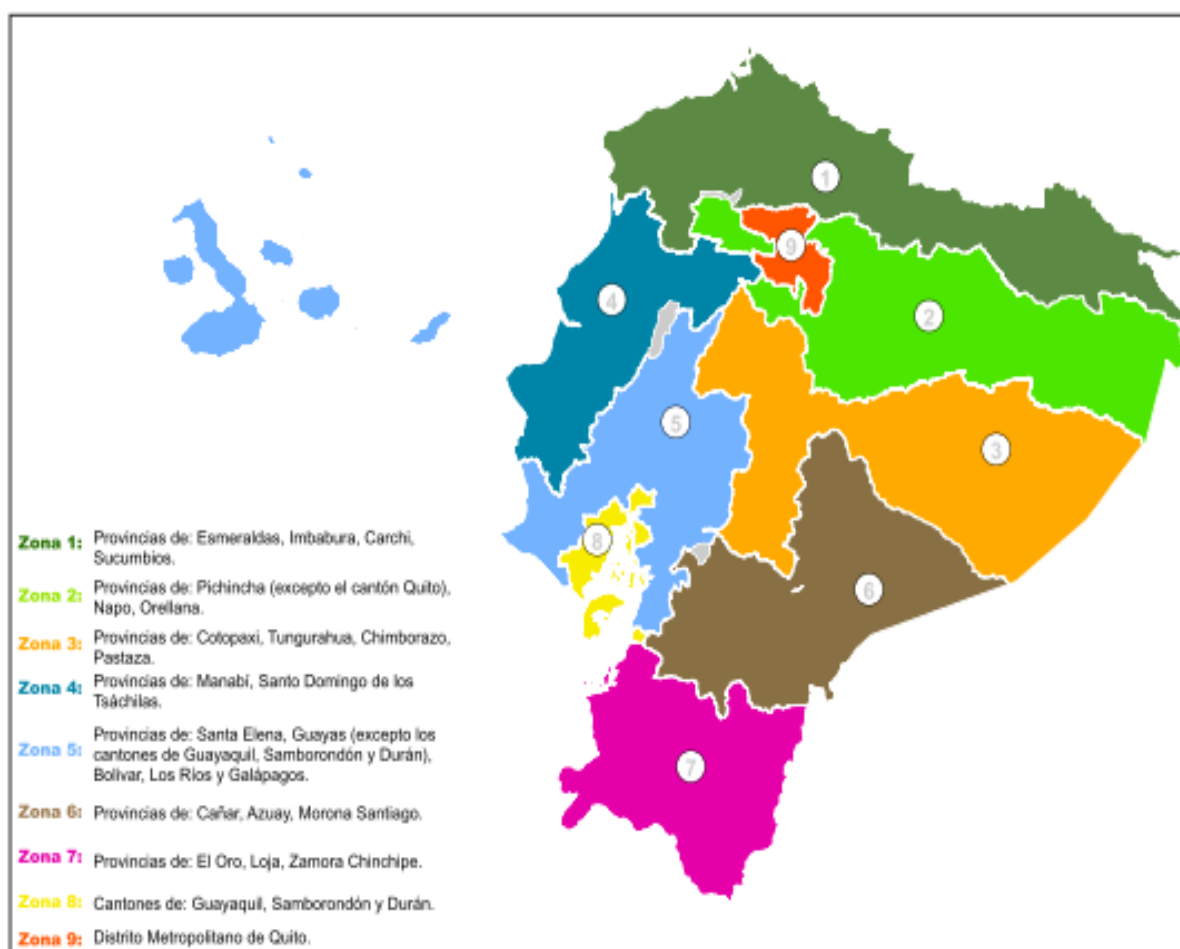 1
9
4
2
5
3
8
6
7
Zona 1: Provincias de: Esmeraldas, Imbabura, Carchi,
Sucumbios.
Zona 2: Provincias de: Pichincha (excepto el cantón Quito),
Napo, Orellana.
Zona 3: Provincias de: Cotopaxi, Tungurahua, Chimborazo,
Pastaza.
Zona 4: Provincias de: Manabí, Santo Domingo de los
Tsáchilas.
Zona 5: Provincias de: Santa Elena, Guayas (excepto los
cantones de Guayaquil, Samborondón y Durán),
Bolívar, Los Ríos y Galápagos.
Zona 6: Provincias de: Cañar, Azuay, Morona Santiago.
Zona 7: Provincias de: El Oro, Loja, Zamora Chinchipe.
Zona 8: Cantones de: Guayaquil, Samborondón y Durán.
Zona 9: Distrito Metropolitano de Quito.